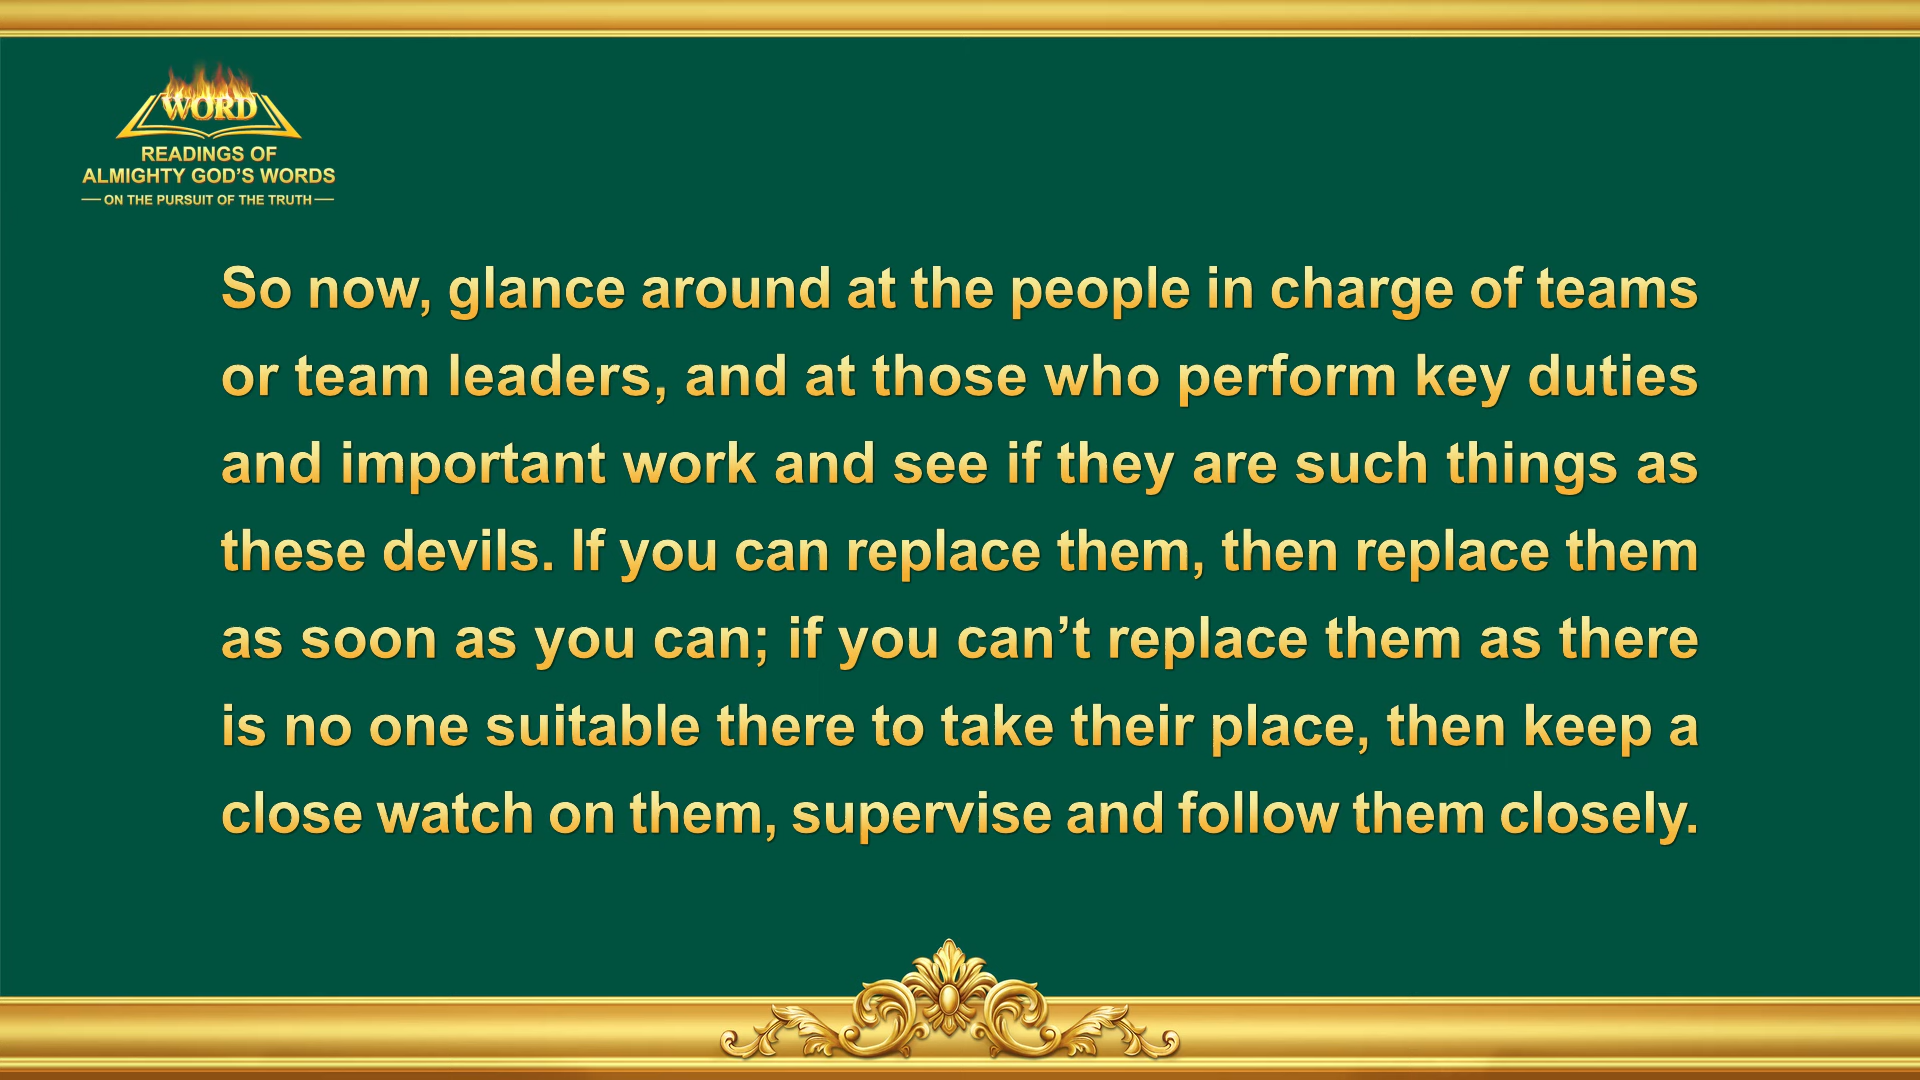 WORD
READINGS OF
ALMIGHTY GOD’S WORDS
ON THE PURSUIT OF THE TRUTH
So now, glance around at the people in charge of teams
or team leaders, and at those who perform key duties
and important work and see if they are such things as
these devils. If you can replace them, then replace them
as soon as you can; if you can’t replace them as there
is no one suitable there to take their place, then keep a
close watch on them, supervise and follow them closely.